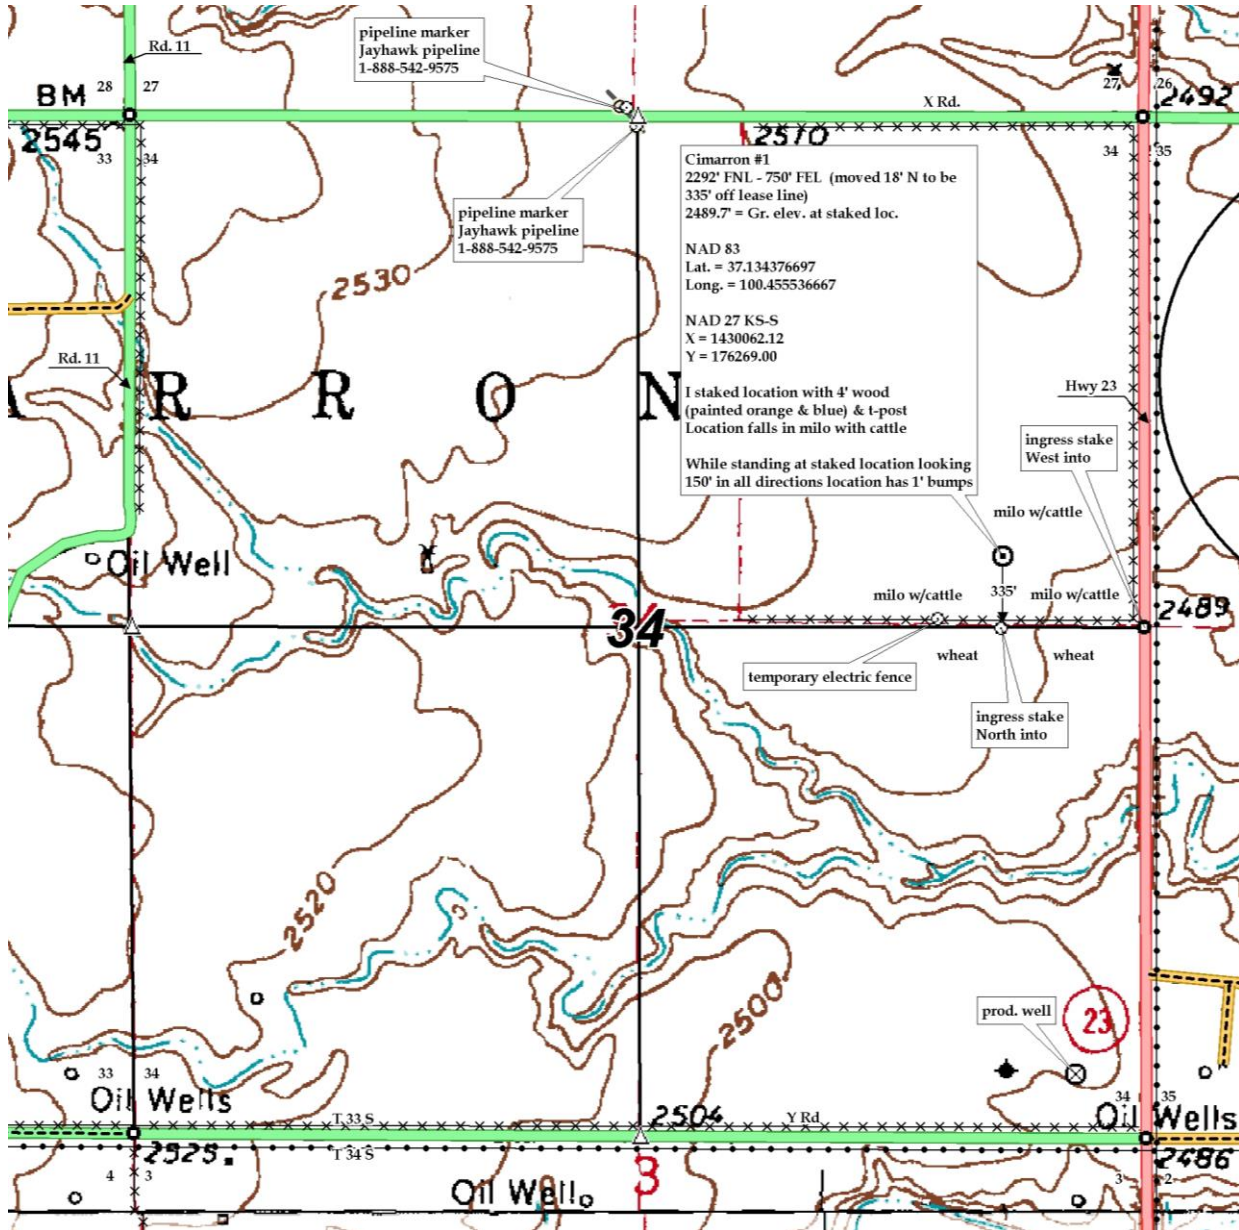 pipeline marker
Jayhawk pipeline
1-888-542-9575
Rd. 11
28 27
BM
2545
33 34
X Rd.
27 26
2492
2510
34 35
Cimarron #1
2292' FNL - 750' FEL (moved 18' N to be
335' off lease line)
2489.7' = Gr. elev. at staked loc.
NAD 83
Lat. = 37.134376697
Long. = 100.455536667
NAD 27 KS-S
X = 1430062.12
Y = 176269.00
I staked location with 4' wood
(painted orange & blue) & t-post
Location falls in milo with cattle
While standing at staked location looking
150' in all directions location has 1' bumps
pipeline marker
Jayhawk pipeline
1-888-542-9575
2530
Rd. 11
A R R O N
Hwy 23
ingress stake
West into
milo w/cattle
Oil Well
335'
milo w/cattle
milo w/cattle
2489
34
wheat
wheat
temporary electric fence
ingress stake
North into
2520
2500
prod. well
23
33 34
Oil Wells
34 35
Oil Wells
T 33 S
2504
Y Rd
T 34 S
2525.
2486
4 3
3
3 2
Oil Well